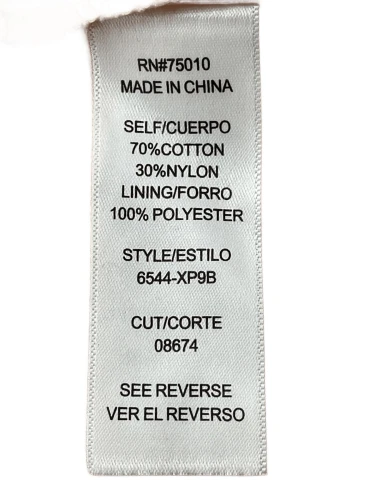 RN#75010
MADE IN CHINA
SELF/CUERPO
70%COTTON
30%NYLON
LINING/FORRO
100% POLYESTER
STYLE/ESTILO
6544-XP9B
CUT/CORTE
08674
SEE REVERSE
VER EL REVERSO